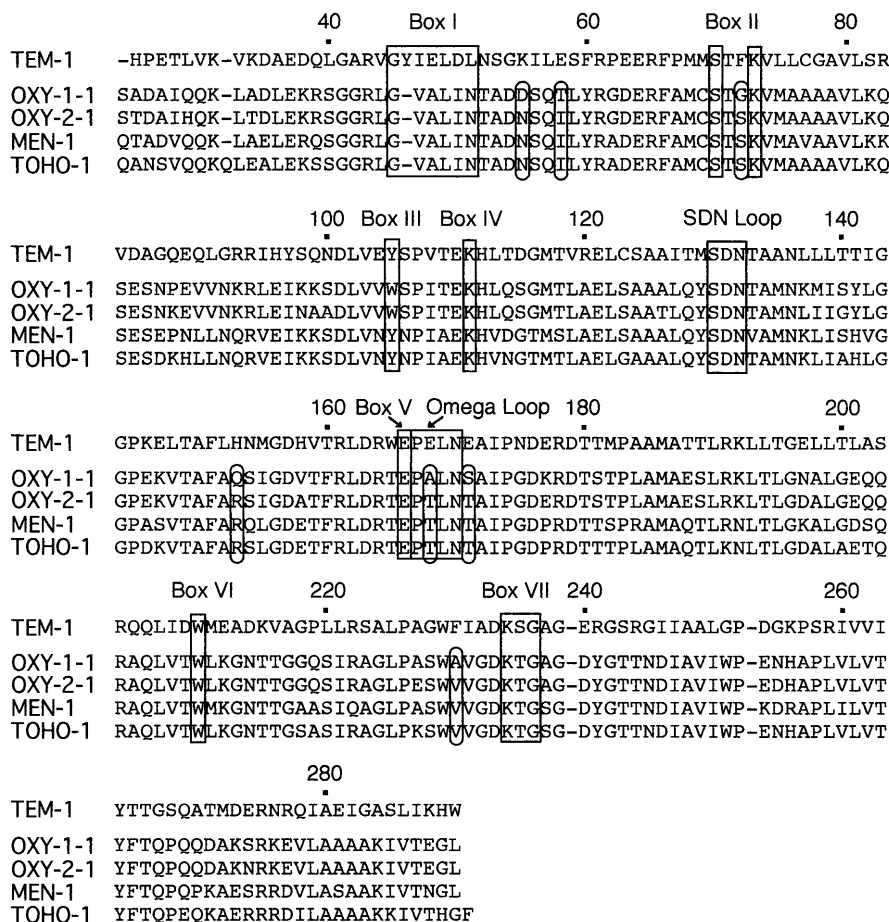 40 Box I 60 Box II 80
TEM-1 -HPETLVK-VKDAEDQLGARVGYIELDLNSGKILESFRPEERFPMMSTFKVLLCGAVLSR
OXY-1-1 SADAIQQK-LADLEKRSGGRLG-VALINTADDSQTLYRGDERFAMCSTGKVMAAAAVLKQ
OXY-2-1 STDAIHQK-LTDLEKRSGGRLG-VALINTADNSQILYRGDERFAMCSTSKVMAAAAVLKQ
MEN-1 QTADVQQK-LAELERQSGGRLG-VALINTADNSQILYRADERFAMCSTSKVMAVAAVLKK
TOHO-1 QANSVQQKQLEALEKSSGGRLG-VALINTADNSQILYRADERFAMCSTSKVMAAAAVLKQ
100 Box III Box IV 120 SDN Loop 140
TEM-1 VDAGQEQLGRRIHYSQNDLVEYSPVTEKHLTDGMTVRELCSAAITMSDNTAANLLLTTIG
OXY-1-1 SESNPEVVNKRLEIKKSDLVVWSPITEKHLQSGMTLAELSAAALQYSDNTAMNKMISYLG
OXY-2-1 SESNKEVVNKRLEINAADLVVWSPITEKHLQSGMTLAELSAATLQYSDNTAMNLIIGYLG
MEN-1 SESEPNLLNQRVEIKKSDLVNYNPIAEKHVDGTMSLAELSAAALQYSDNVAMNKLISHVG
TOHO-1 SESDKHLLNQRVEIKKSDLVNYNPIAEKHVNGTMTLAELGAAALQYSDNTAMNKLIAHLG
160 Box V Omega Loop 180 200
TEM-1 GPKELTAFLHNMGDHVTRLDRWEPELNEAIPNDERDTTMPAAMATTLRKLLTGELLTLAS
OXY-1-1 GPEKVTAFAQSIGDVTFRLDRTEPALNSAIPGDKRDTSTPLAMAESLRKLTLGNALGEQQ
OXY-2-1 GPEKVTAFARSIGDATFRLDRTEPTLNTAIPGDERDTSTPLAMAESLRKLTLGDALGEQQ
MEN-1 GPASVTAFARQLGDETFRLDRTEPTLNTAIPGDPRDTTSPRAMAQTLRNLTLGKALGDSQ
TOHO-1 GPDKVTAFARSLGDETFRLDRTEPTLNTAIPGDPRDTTTPLAMAQTLKNLTLGDALAETQ
Box VI 220 Box VII 240 260
TEM-1 RQQLIDWMEADKVAGPLLRSALPAGWFIADKSGAG-ERGSRGIIAALGP-DGKPSRIVVI
OXY-1-1 RAQLVTWLKGNTTGGQSIRAGLPASWAVGDKTGAG-DYGTTNDIAVIWP-ENHAPLVLVT
OXY-2-1 RAQLVTWLKGNTTGGQSIRAGLPESWVVGDKTGAG-DYGTTNDIAVIWP-EDHAPLVLVT
MEN-1 RAQLVTWMKGNTTGAASIQAGLPASWVVGDKTGSG-DYGTTNDIAVIWP-KDRAPLILVT
TOHO-1 RAQLVTWLKGNTTGSASIRAGLPKSWVVGDKTGSG-DYGTTNDIAVIWP-ENHAPLVLVT
280
TEM-1 YTTGSQATMDERNRQIAEIGASLIKHW
OXY-1-1 YFTQPQQDAKSRKEVLAAAAKIVTEGL
OXY-2-1 YFTQPQQDAKNRKEVLAAAAKIVTEGL
MEN-1 YFTQPQPKAESRRDVLASAAKIVTNGL
TOHO-1 YFTQPEQKAERRRDILAAAAKKIVTHGF